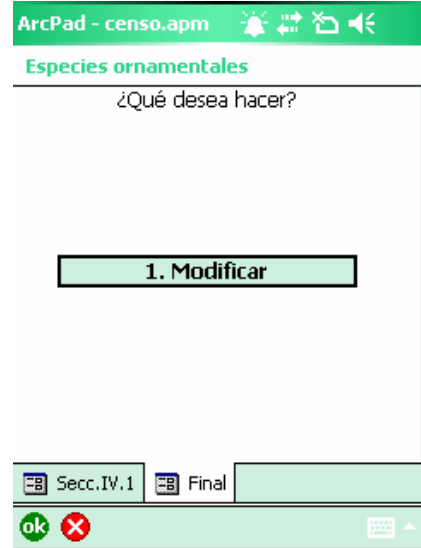 ArcPad - censo.apm
Especies ornamentales
¿Qué desea hacer?
1. Modificar
Secc.IV.1 Final
ok